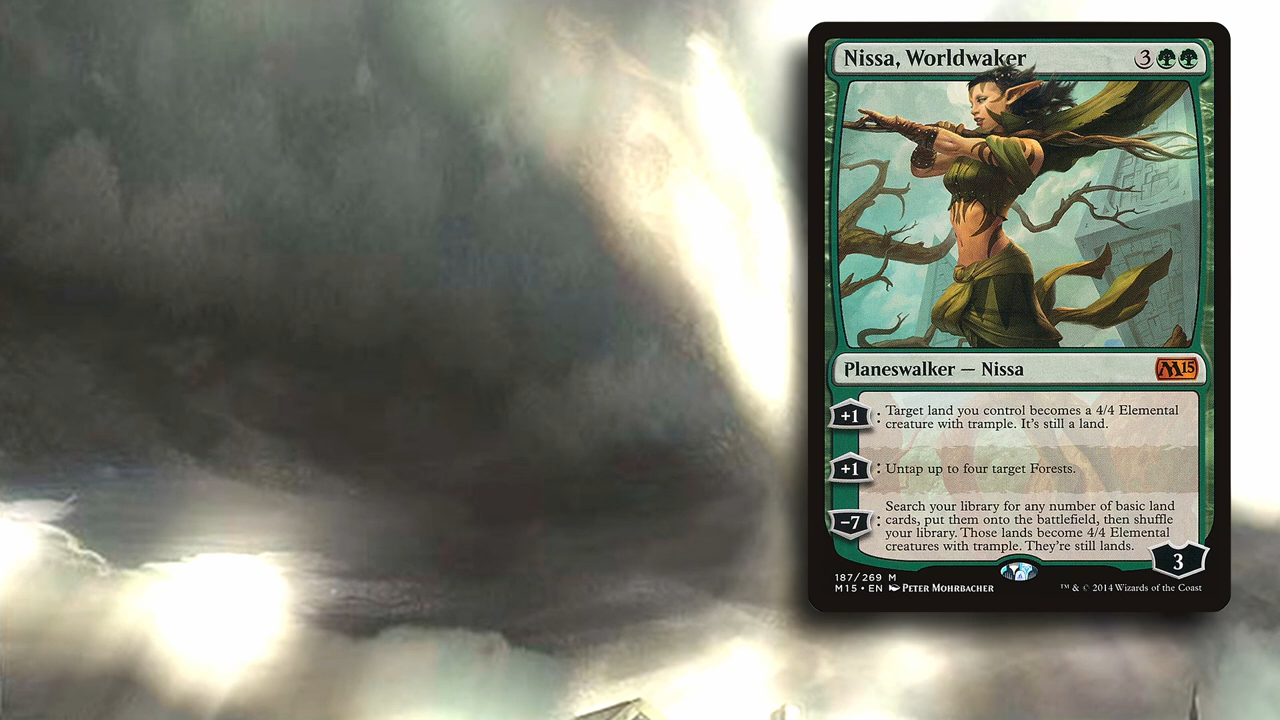 Nissa, Worldwaker 3
Planeswalker — Nissa M15
+1 : Target land you control becomes a 4/4 Elemental
creature with trample. It's still a land.
+1 : Untap up to four target Forests.
−7 : Search your library for any number of basic land
cards, put them onto the battlefield, then shuffle
your library. Those lands become 4/4 Elemental
creatures with trample. They're still lands.
3
187/269 M
M15 • EN Peter Mohrbacher ™ & © 2014 Wizards of the Coast